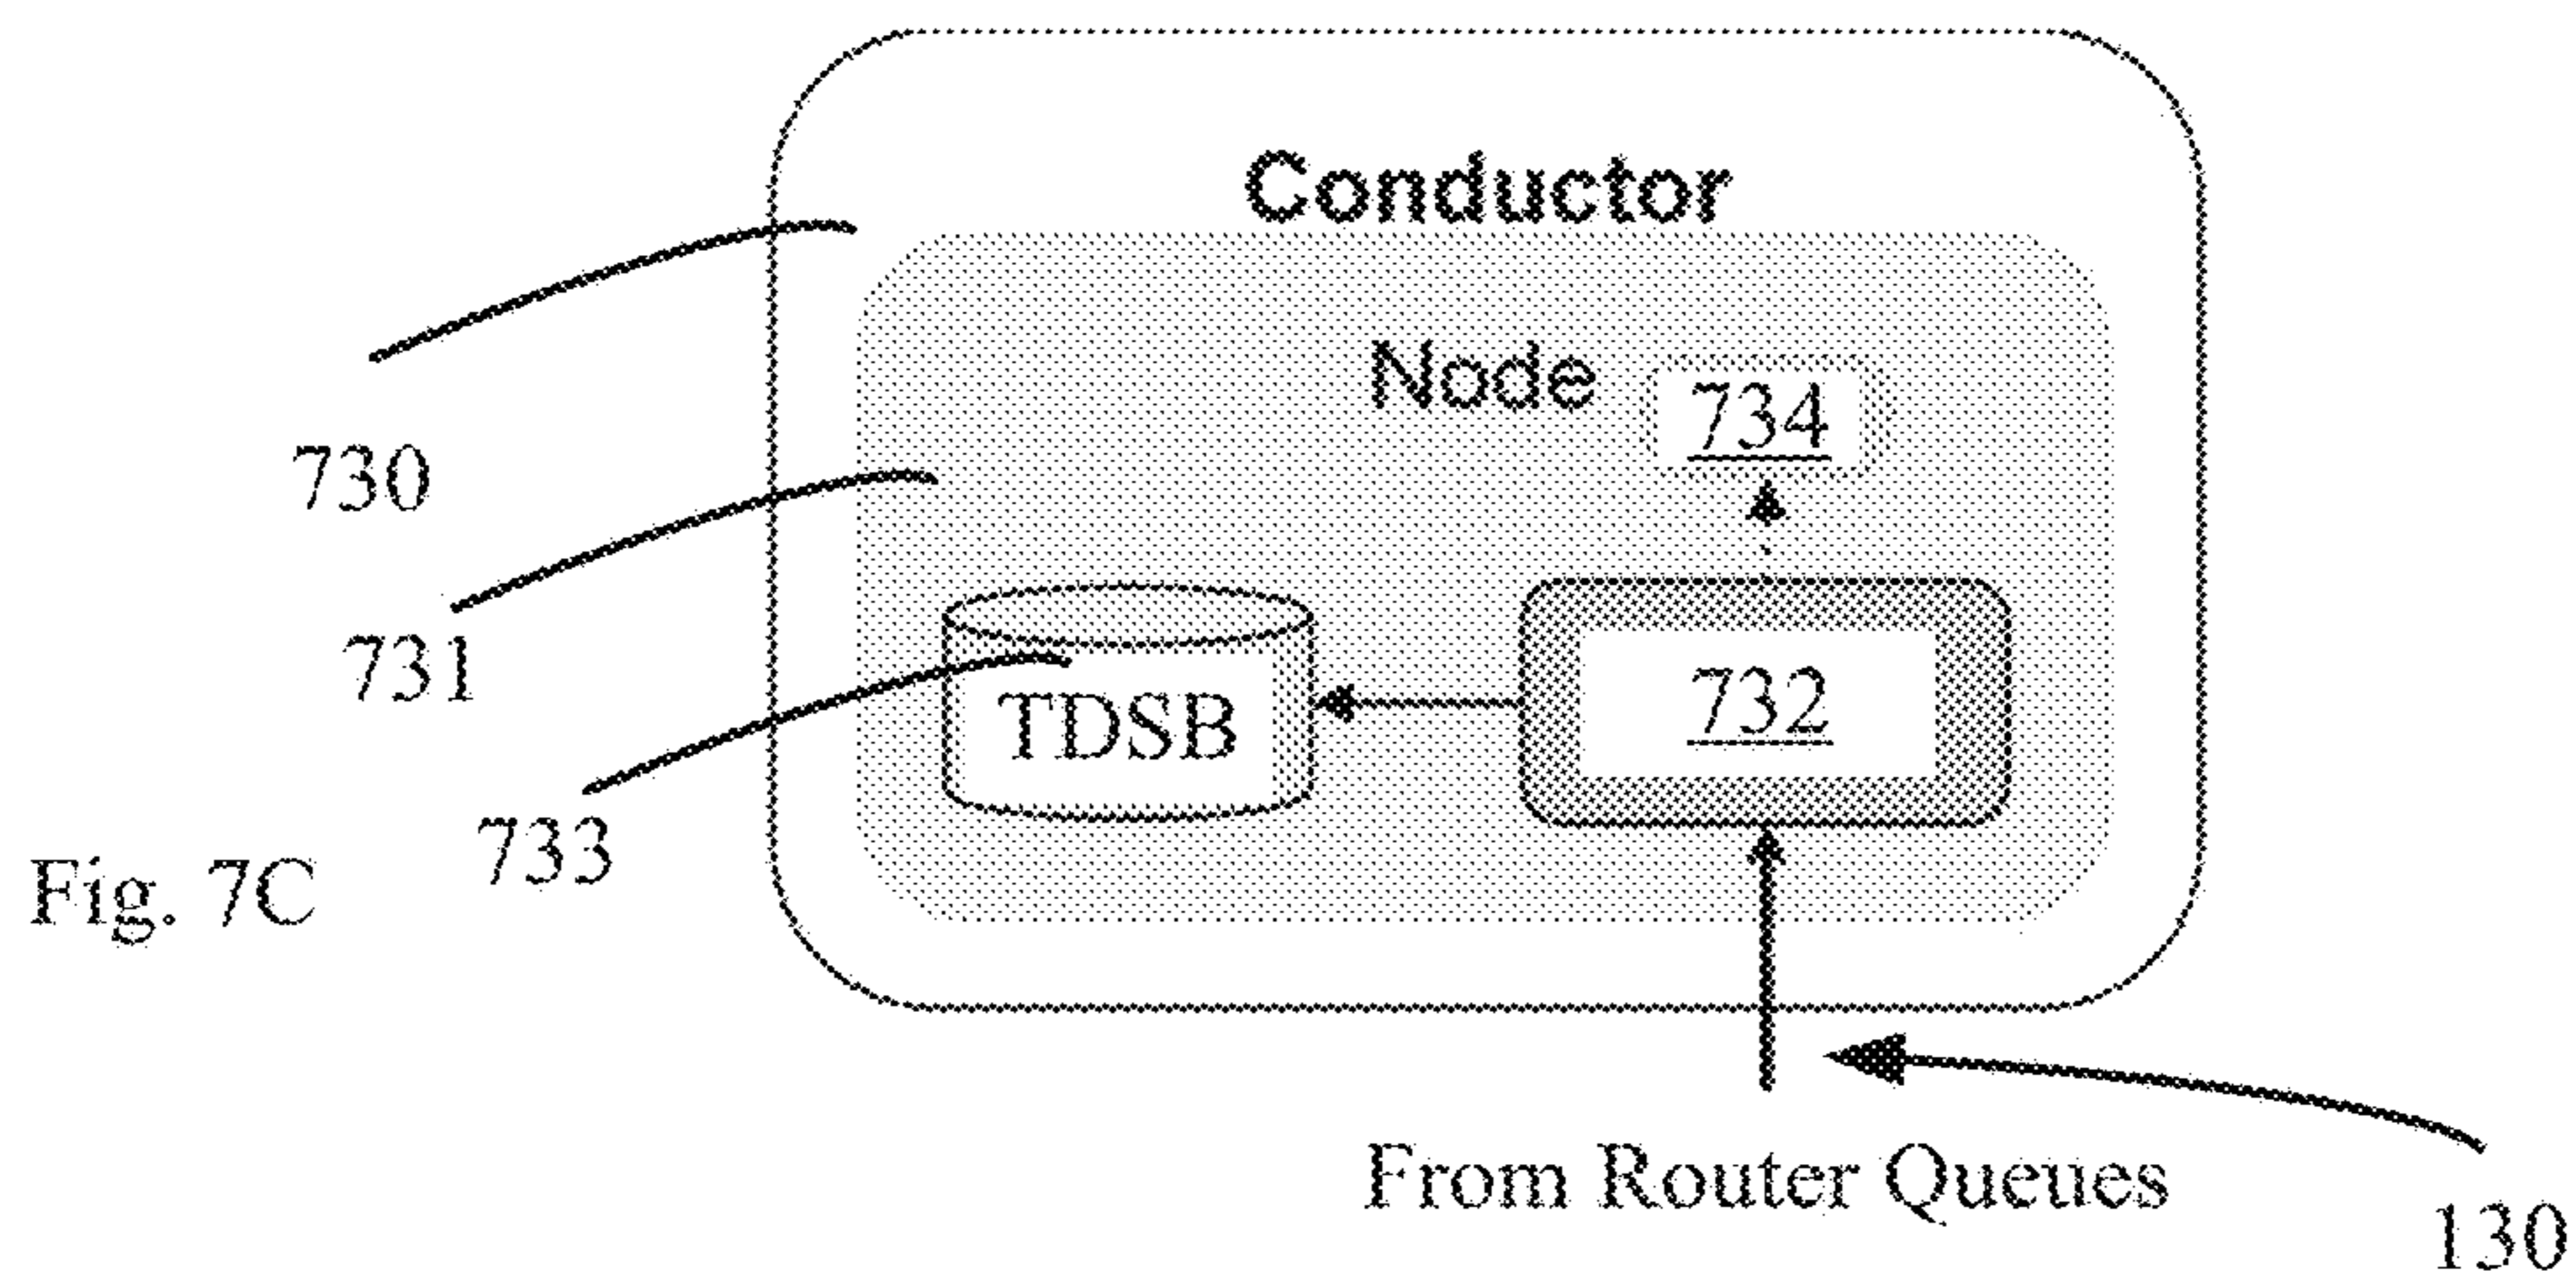 Conductor
Node
734
730
731
TDSB
732
733
Fig. 7C
From Router Queues
130